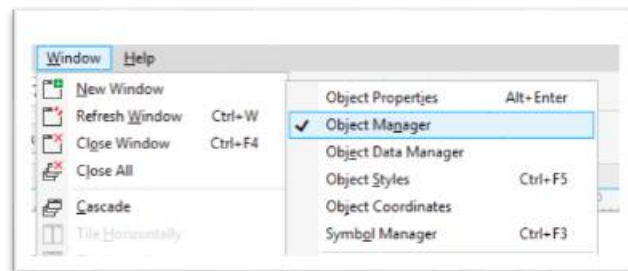 Window Help
New Window
Refresh Window Ctrl+W
Close Window Ctrl+F4
Close All
Cascade
Tile Horizontally
Object Properties Alt+Enter
✓ Object Manager
Object Data Manager
Object Styles Ctrl+F5
Object Coordinates
Symbol Manager Ctrl+F3